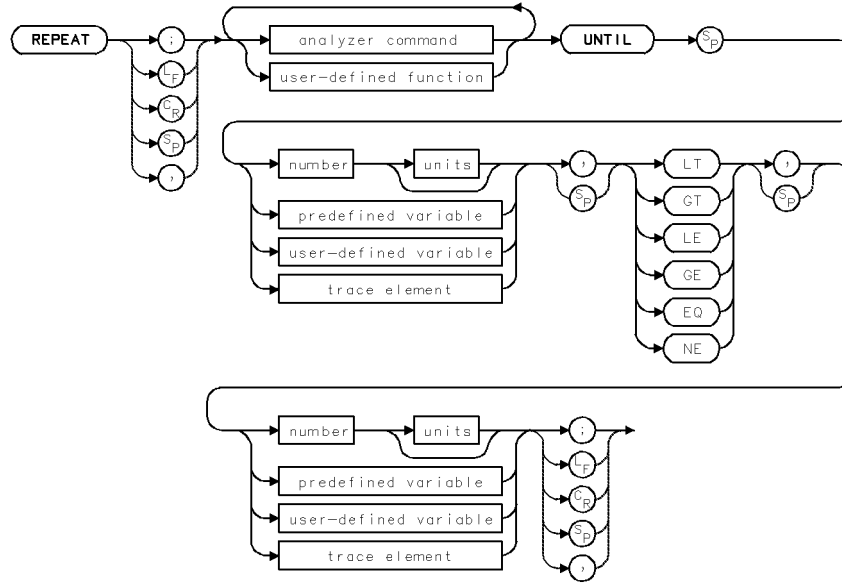 REPEAT ; analyzer command UNTIL SP
LF user-defined function
CR
SP
,
number units , LT ,
SP GT SP
predefined variable
LE
user-defined variable
GE
trace element
EQ
NE
number units ;
LF
predefined variable
CR
user-defined variable
SP
trace element
,